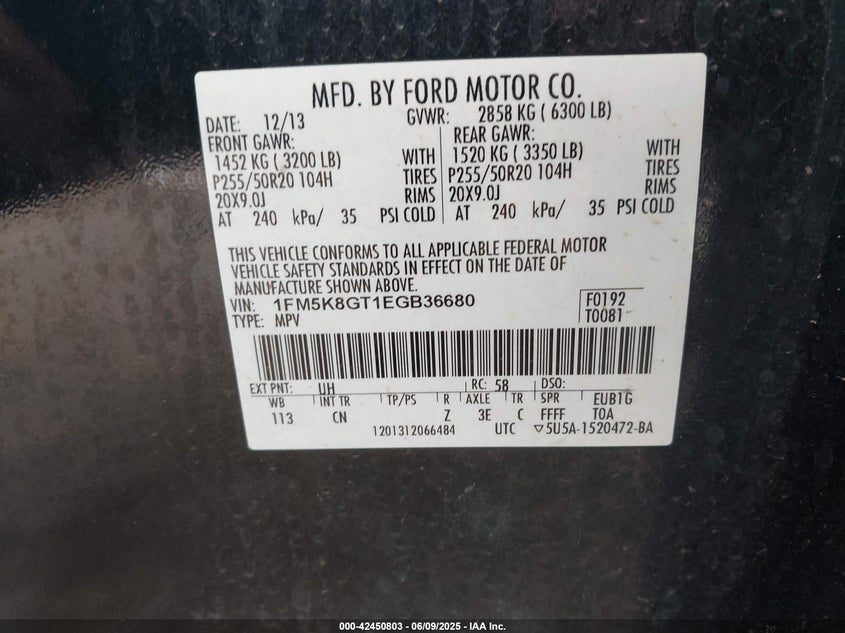 MFD. BY FORD MOTOR CO.
DATE: 12/13 GVWR: 2858 KG ( 6300 LB)
FRONT GAWR: REAR GAWR:
1452 KG ( 3200 LB) WITH 1520 KG ( 3350 LB) WITH
P255/50R20 104H TIRES P255/50R20 104H TIRES
20X9.0J RIMS 20X9.0J RIMS
AT 240 kPa/ 35 PSI COLD AT 240 kPa/ 35 PSI COLD
THIS VEHICLE CONFORMS TO ALL APPLICABLE FEDERAL MOTOR
VEHICLE SAFETY STANDARDS IN EFFECT ON THE DATE OF
MANUFACTURE SHOWN ABOVE.
VIN: 1FM5K8GT1EGB36680 F0192
TYPE: MPV T0081
EXT PNT: UH RC: 58 DSO:
WB INT TR TP/PS R AXLE TR SPR EUB1G
113 CN Z 3E C FFFF TOA
1201312066484 UTC ▽5U5A-1520472-BA
000-42450803 - 06/09/2025 - IAA Inc.